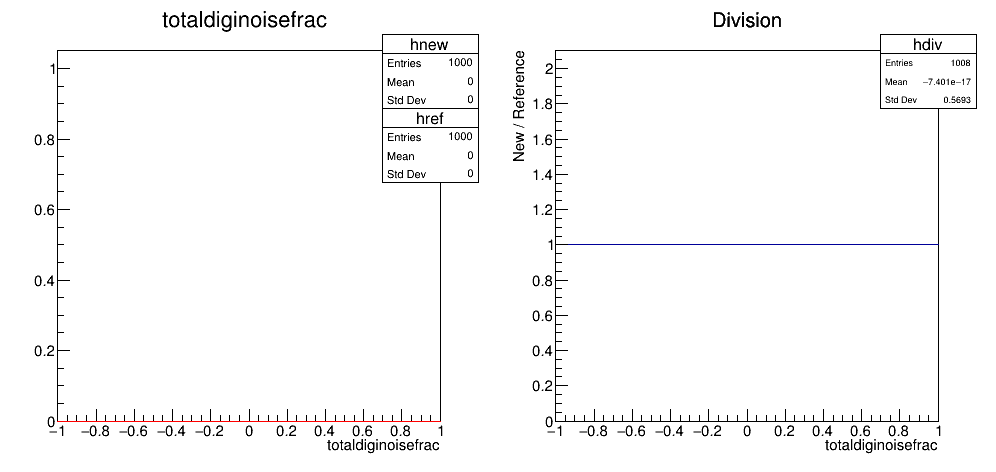 totaldiginoisefrac
hnew
Entries 1000
Mean 0
Std Dev 0
href
Entries 1000
Mean 0
Std Dev 0
1
0.8
0.6
0.4
0.2
0
−1 −0.8 −0.6 −0.4 −0.2 0 0.2 0.4 0.6 0.8 1
totaldiginoisefrac
Division
hdiv
Entries 1008
Mean −7.401e−17
Std Dev 0.5693
New / Reference
2
1.8
1.6
1.4
1.2
1
0.8
0.6
0.4
0.2
0
−1 −0.8 −0.6 −0.4 −0.2 0 0.2 0.4 0.6 0.8 1
totaldiginoisefrac